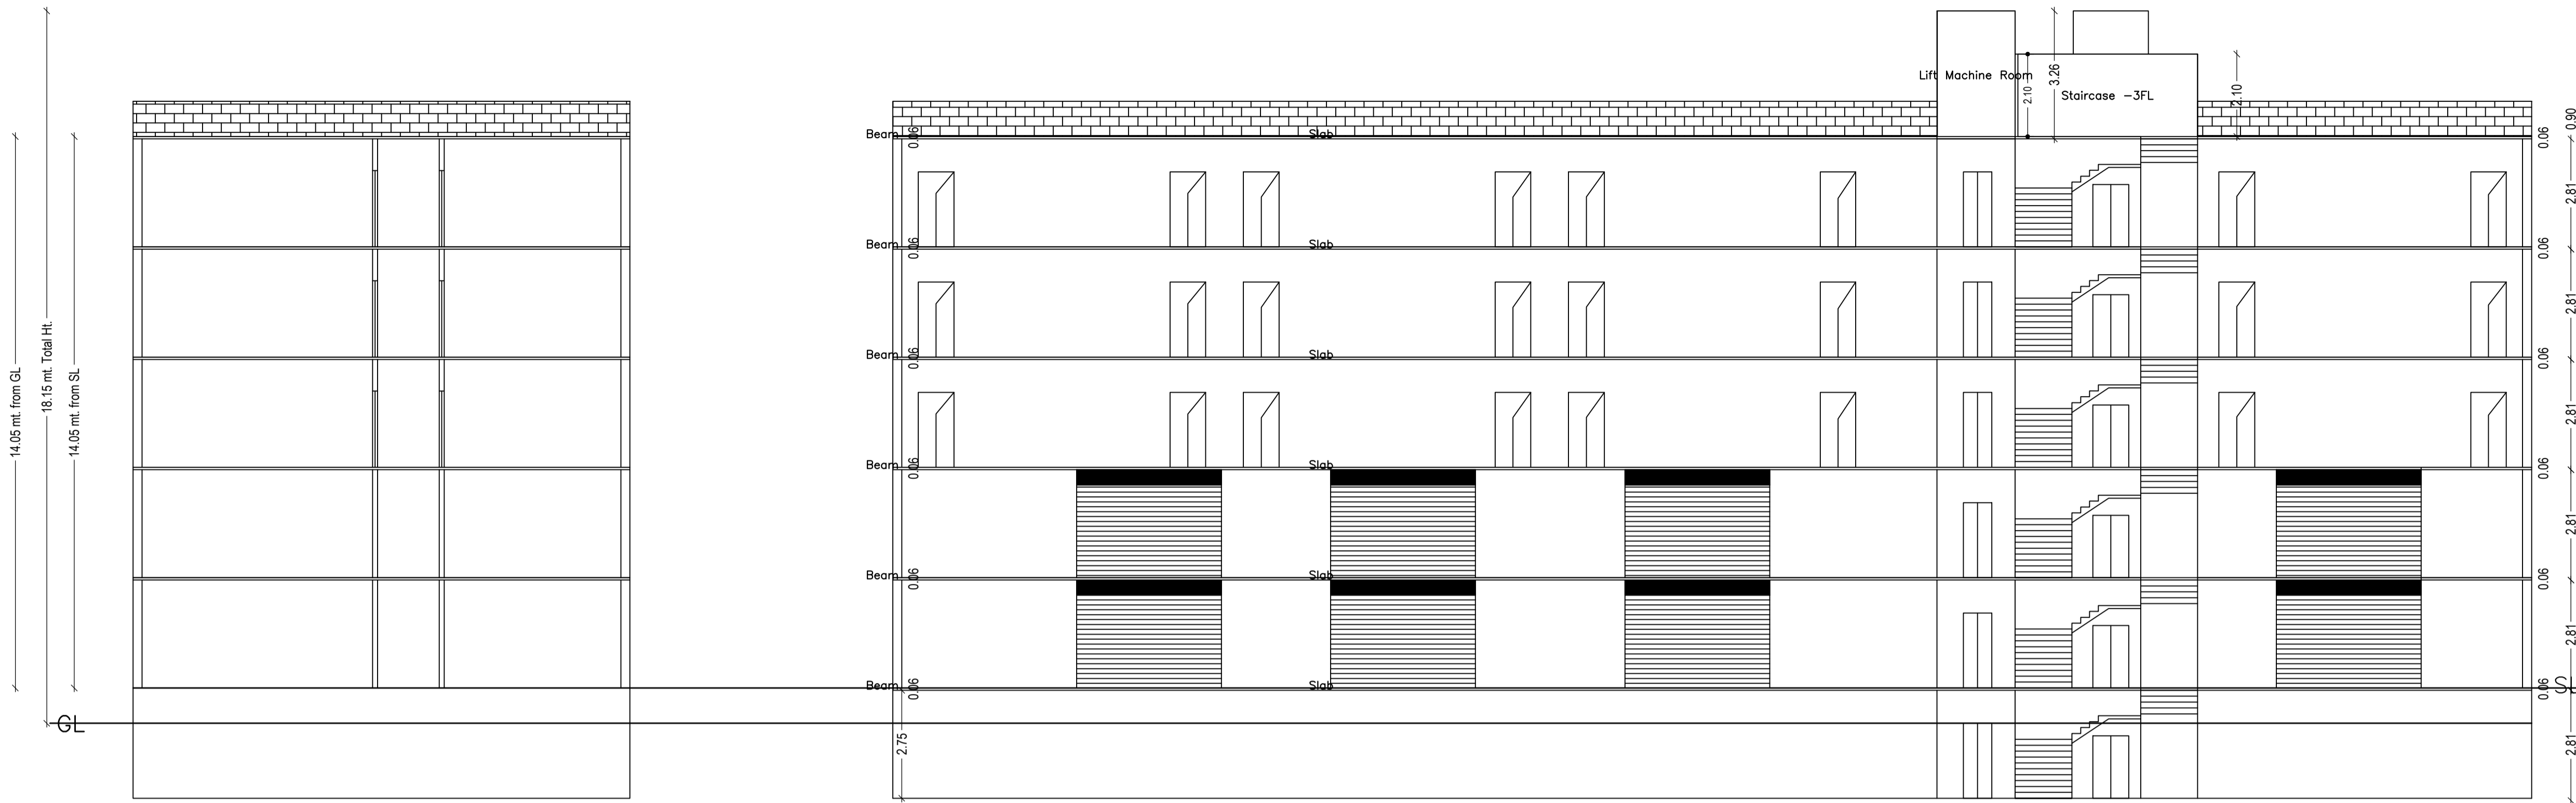 14.05 mt. from GL
18.15 mt. Total Ht.
14.05 mt. from SL
Lift Machine Room
2.10
3.26
Staircase -3FL
2.10
0.90
Beam
0.06
Slab
0.06
2.81
Beam
0.06
Slab
0.06
2.81
Beam
0.06
Slab
0.06
2.81
Beam
0.06
Slab
0.06
2.81
Beam
0.06
Slab
0.06
2.81
Beam
0.06
Slab
0.06
SL
GL
2.75
2.81